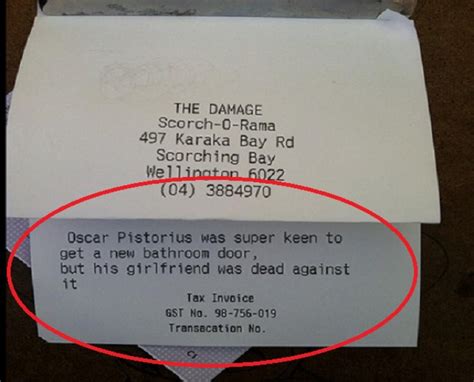 THE DAMAGE
Scorch-O-Rama
497 Karaka Bay Rd
Scorching Bay
Wellington 6022
(04) 3884970
Oscar Pistorius was super keen to
get a new bathroom door,
but his girlfriend was dead against
it
Tax Invoice
GST No. 98-756-019
Transacation No.